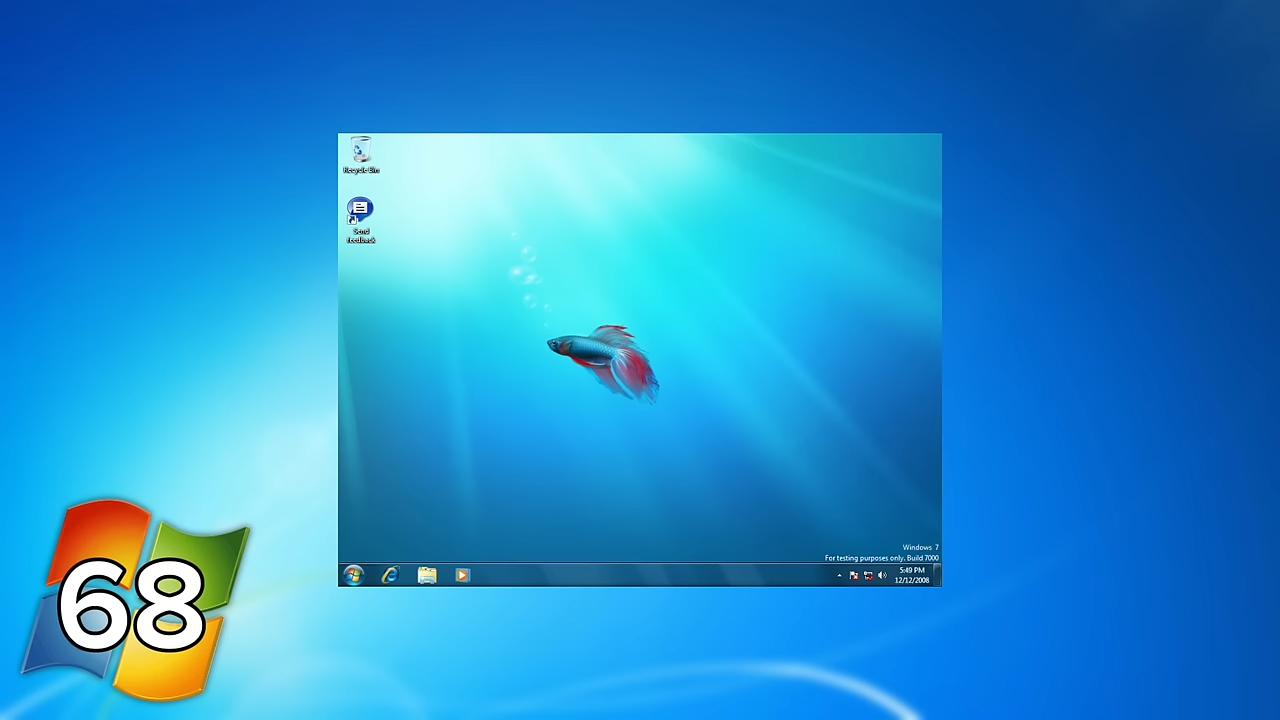 Recycle Bin
Send
feedback
Windows 7
For testing purposes only. Build 7000
5:49 PM
12/12/2008
68